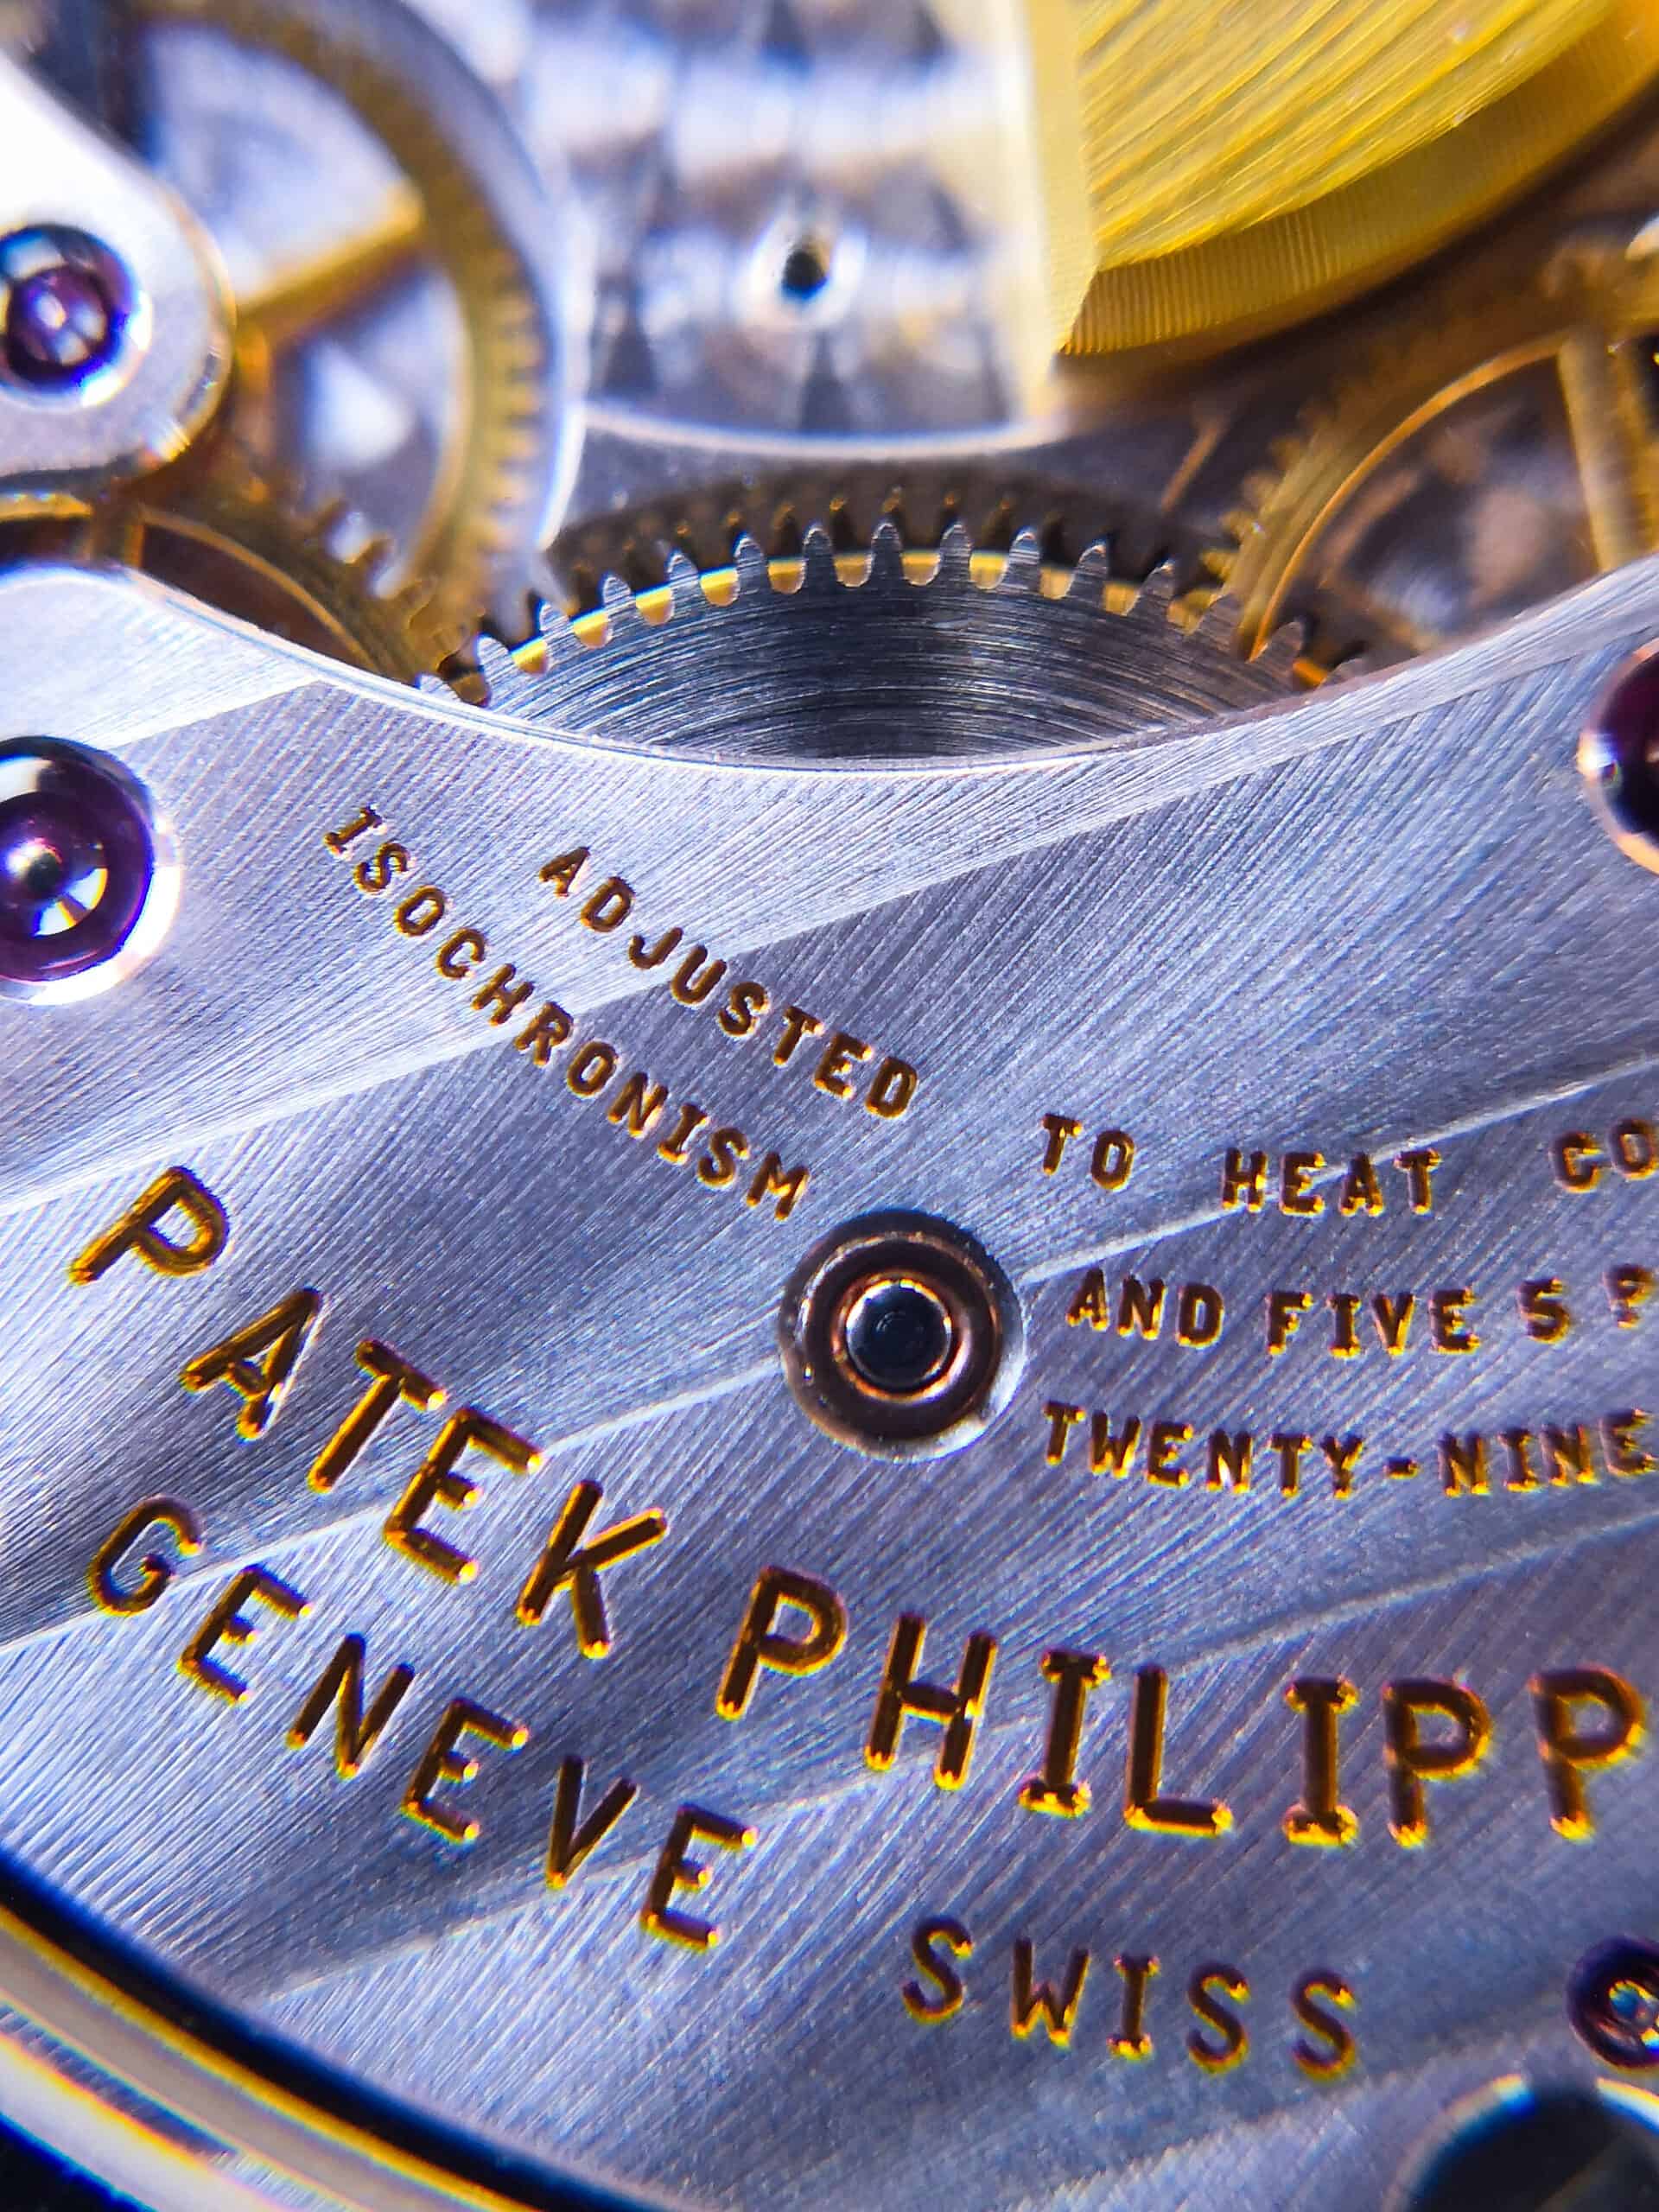 ADJUSTED TO HEAT
ISOCHRONISM AND FIVE 5
TWENTY-NINE
PATEK PHILIPP
GENEVE SWISS